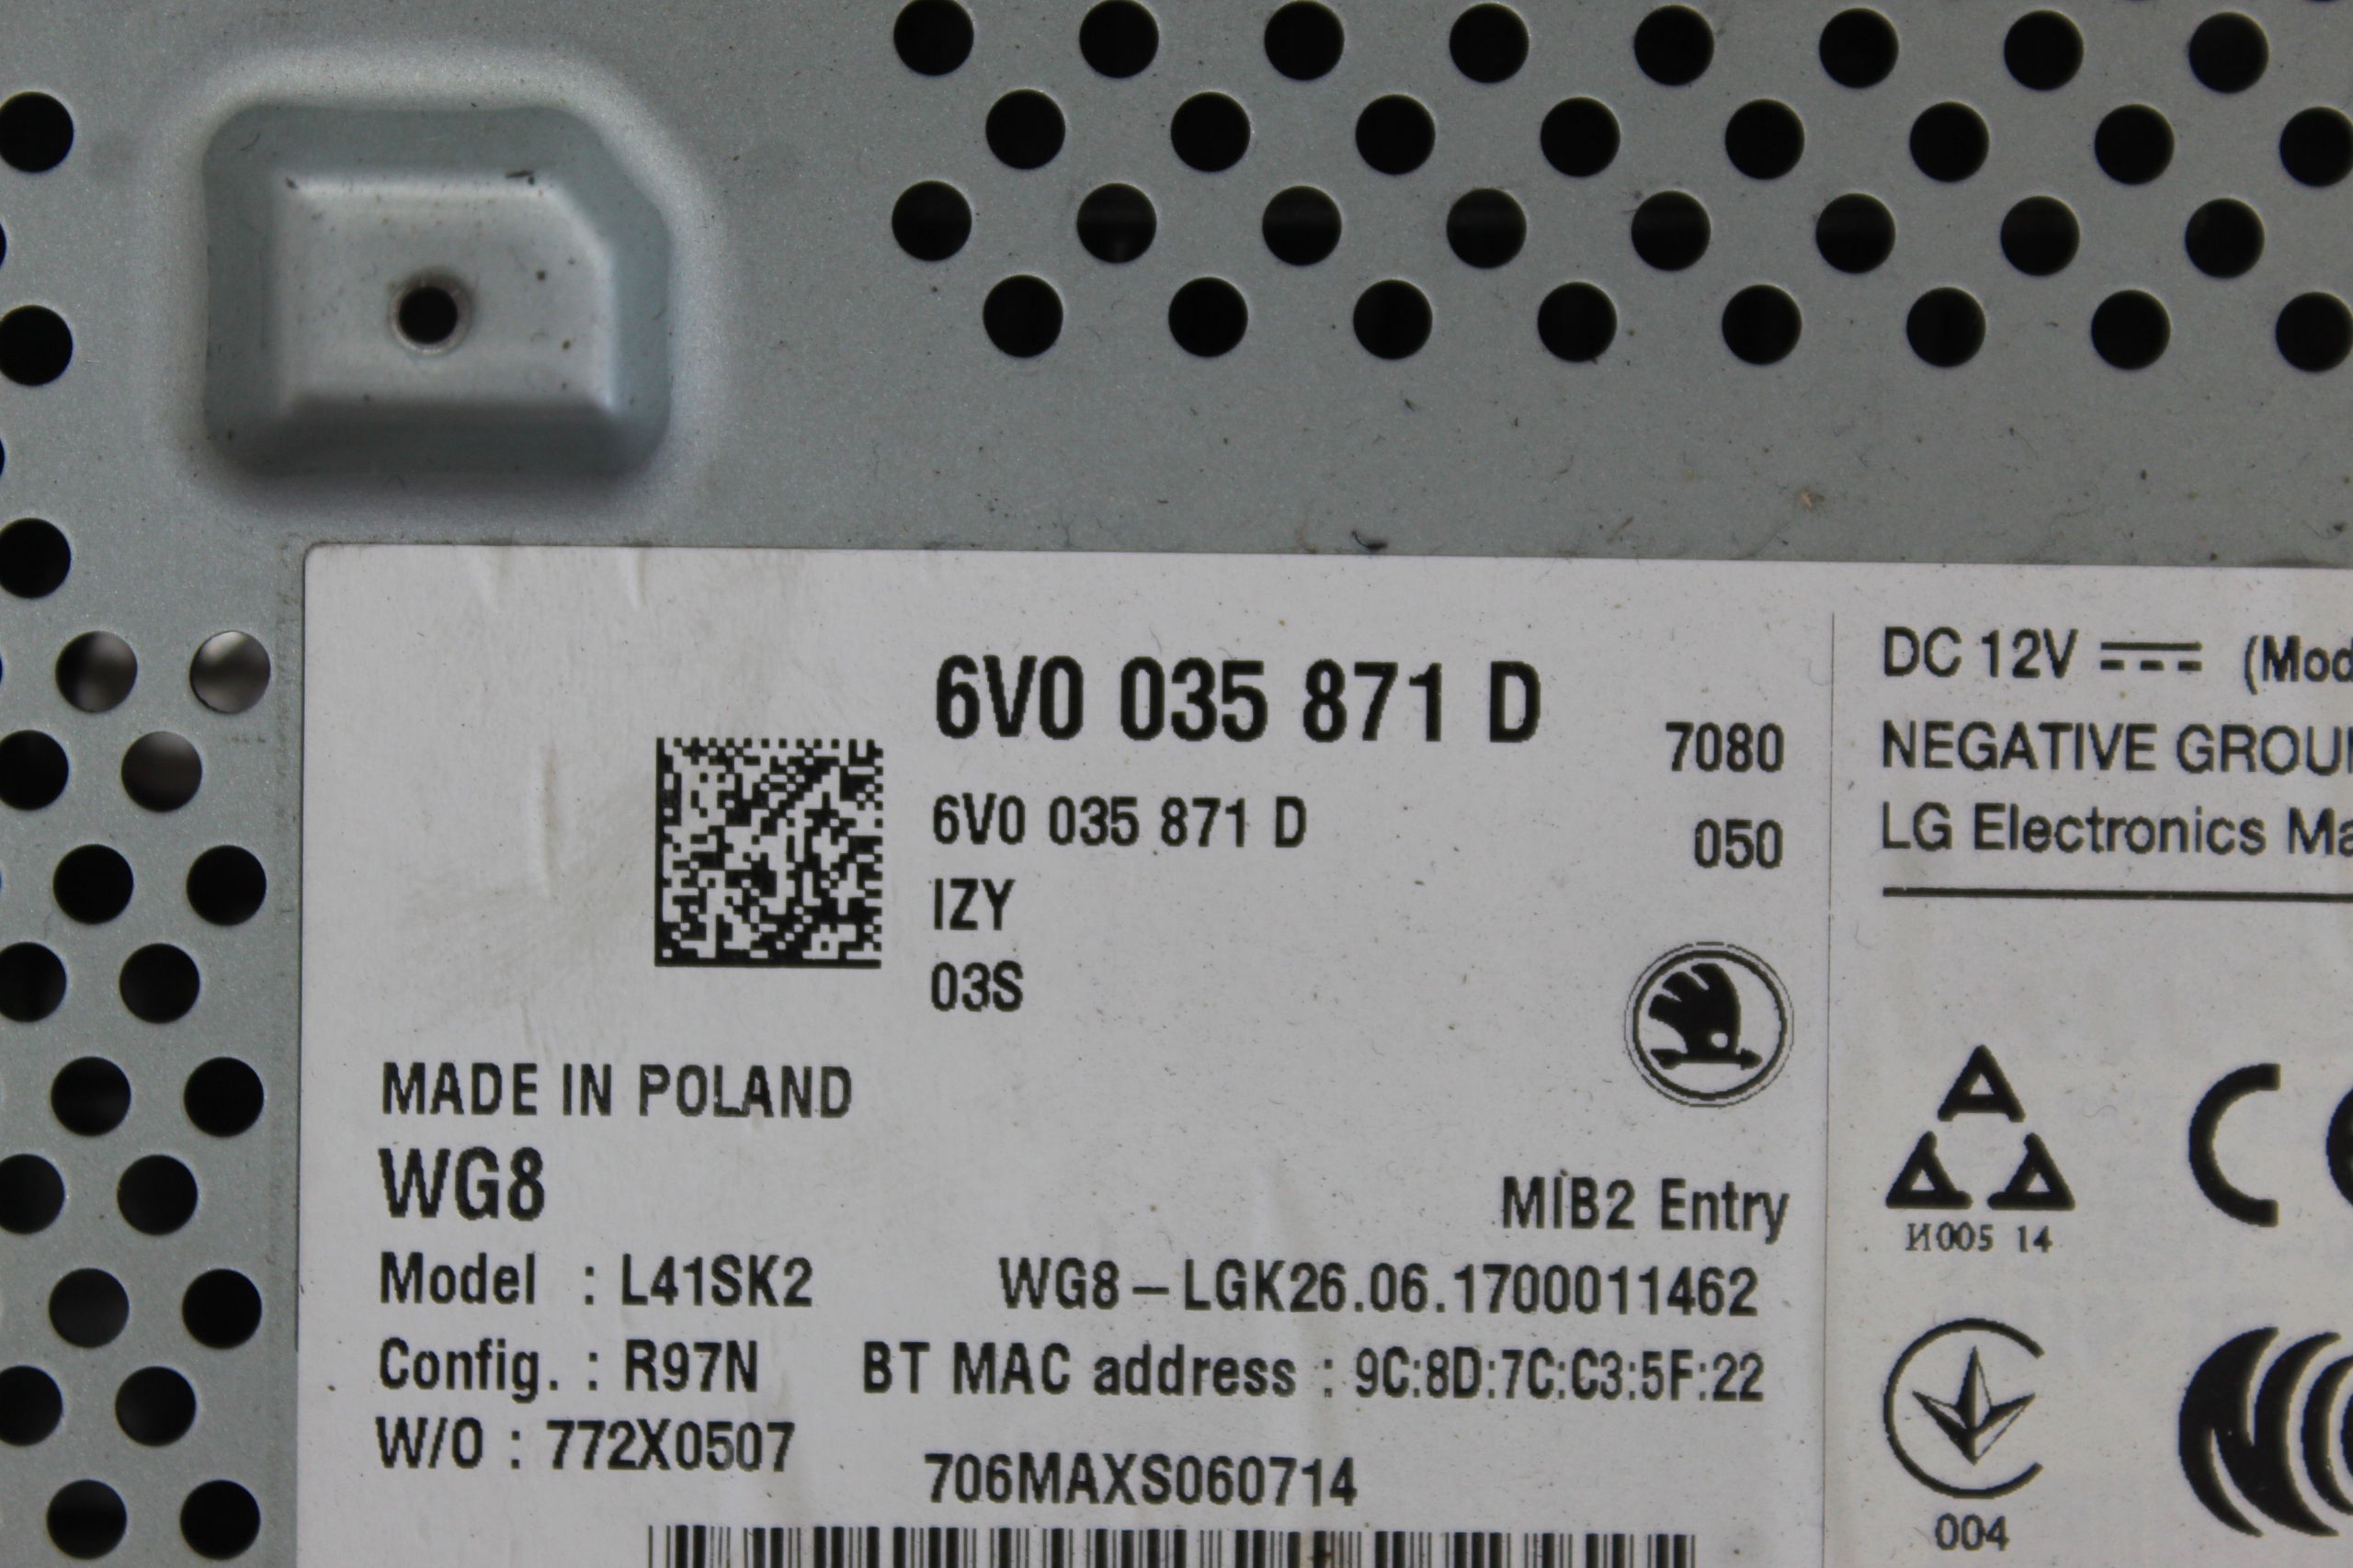 6V0 035 871 D
7080
6V0 035 871 D
050
IZY
03S
MADE IN POLAND
WG8
MIB2 Entry
Model : L41SK2
WG8 – LGK26.06.1700011462
Config. : R97N
BT MAC address : 9C:8D:7C:C3:5F:22
W/O : 772X0507
706MAXS060714
DC 12V
NEGATIVE
LG Electronics
И005 14
CE
004